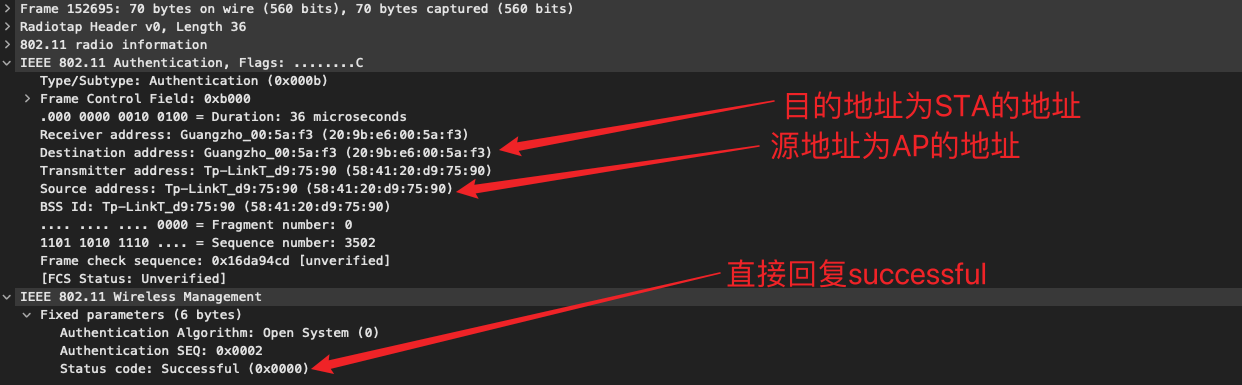 Frame 152695: 70 bytes on wire (560 bits), 70 bytes captured (560 bits)
Radiotap Header v0, Length 36
802.11 radio information
IEEE 802.11 Authentication, Flags: ........C
Type/Subtype: Authentication (0x000b)
Frame Control Field: 0xb000
.000 0000 0010 0100 = Duration: 36 microseconds
Receiver address: Guangzho_00:5a:f3 (20:9b:e6:00:5a:f3)
Destination address: Guangzho_00:5a:f3 (20:9b:e6:00:5a:f3)
Transmitter address: Tp-LinkT_d9:75:90 (58:41:20:d9:75:90)
Source address: Tp-LinkT_d9:75:90 (58:41:20:d9:75:90)
BSS Id: Tp-LinkT_d9:75:90 (58:41:20:d9:75:90)
.... .... .... 0000 = Fragment number: 0
1101 1010 1110 .... = Sequence number: 3502
Frame check sequence: 0x16da94cd [unverified]
[FCS Status: Unverified]
IEEE 802.11 Wireless Management
Fixed parameters (6 bytes)
Authentication Algorithm: Open System (0)
Authentication SEQ: 0x0002
Status code: Successful (0x0000)
目的地址为STA的地址
源地址为AP的地址
直接回复successful